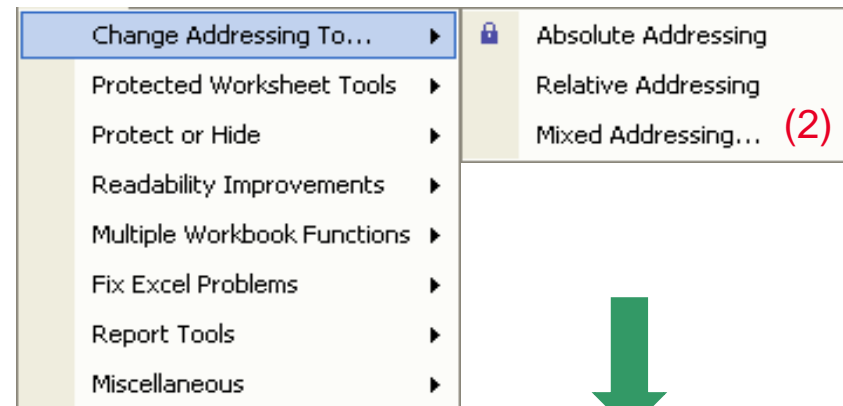 Change Addressing To...
Protected Worksheet Tools
Protect or Hide
Readability Improvements
Multiple Workbook Functions
Fix Excel Problems
Report Tools
Miscellaneous
Absolute Addressing
Relative Addressing
Mixed Addressing... (2)